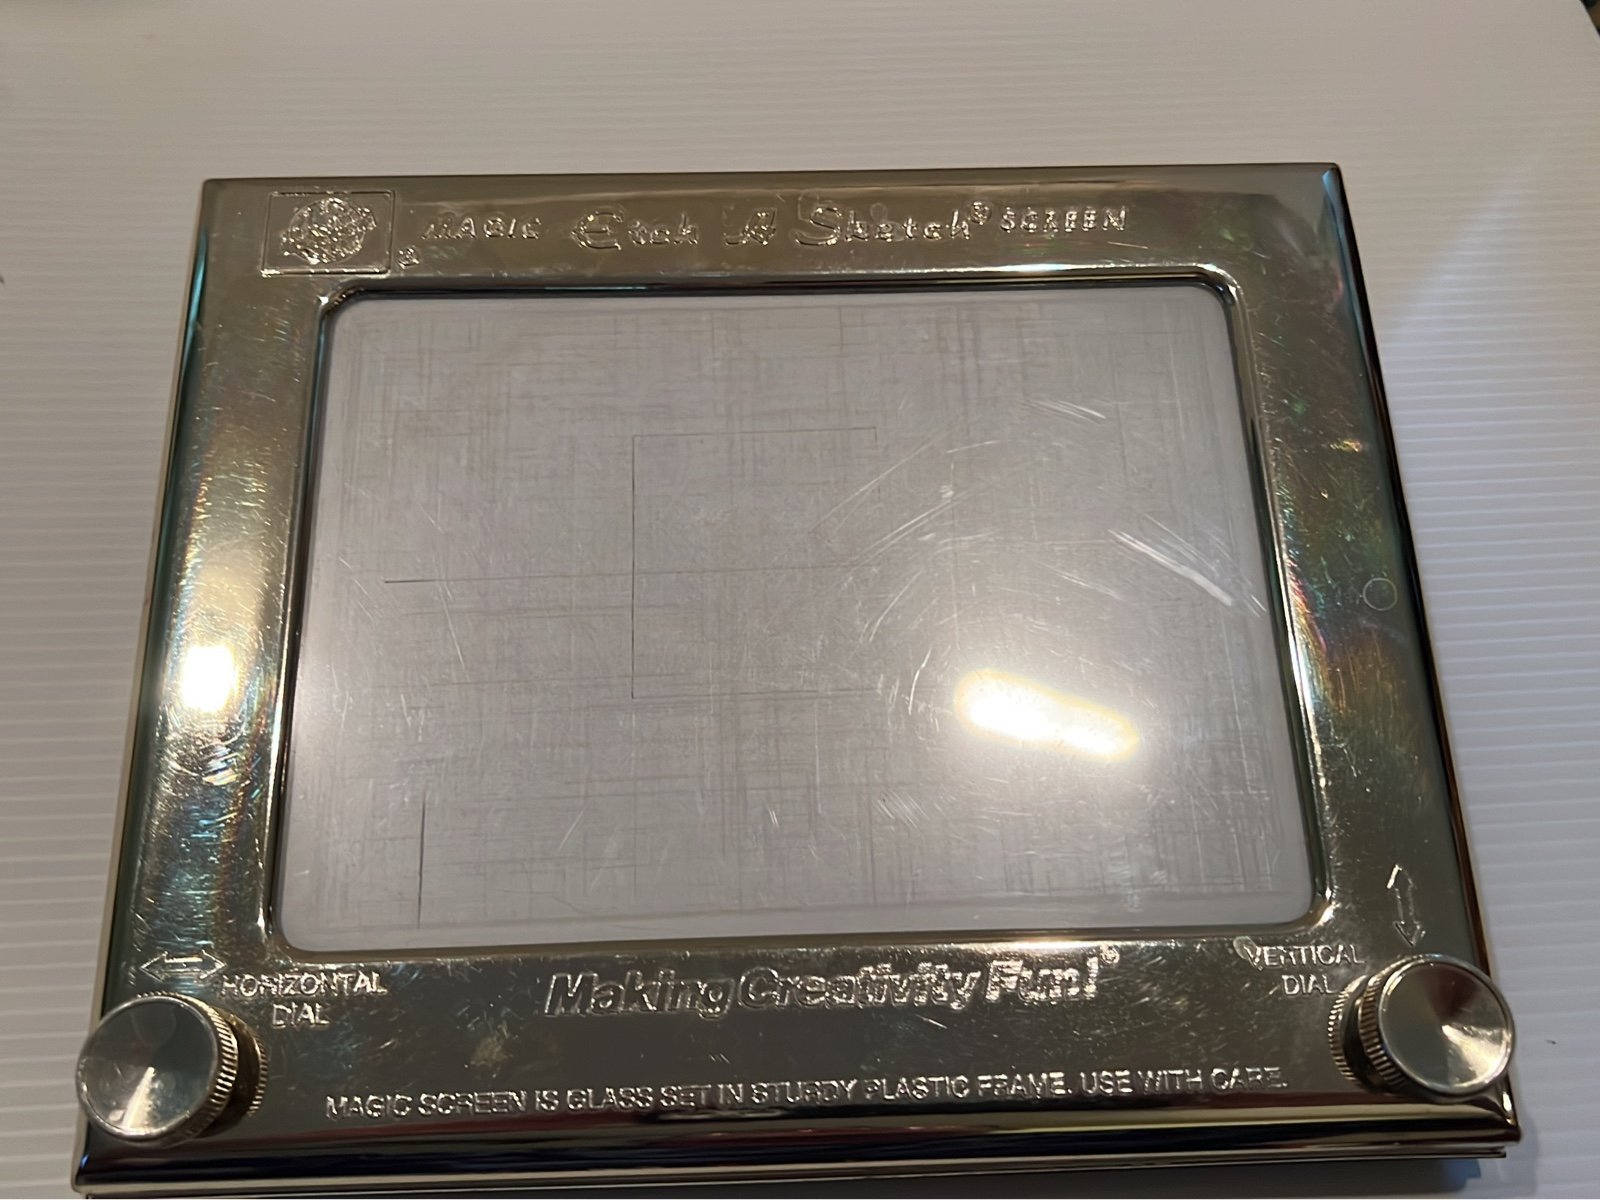 MAGIC Etch A Sketch® SCREEN
HORIZONTAL
DIAL
VERTICAL
DIAL
Making Creativity Fun!®
MAGIC SCREEN IS GLASS SET IN STURDY PLASTIC FRAME. USE WITH CARE.